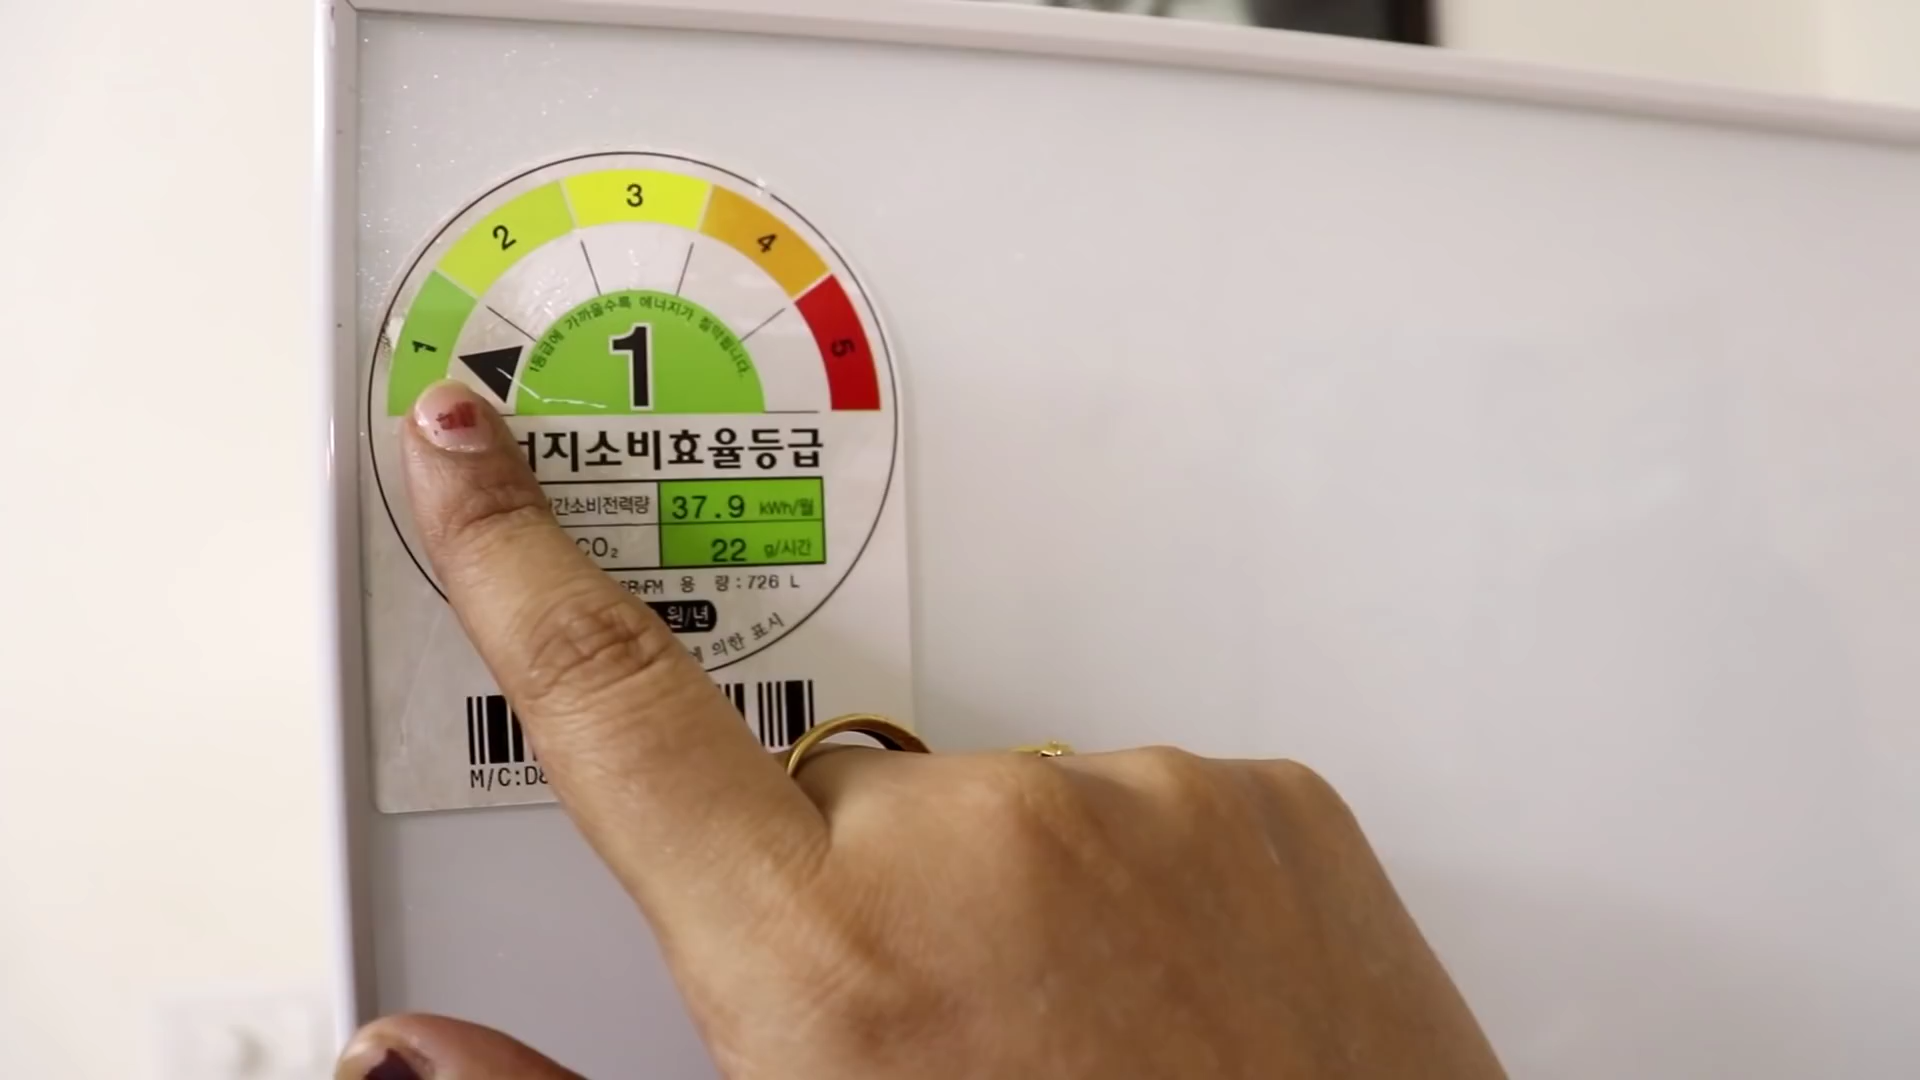 1
2
3
4
5
1등급에 가까울수록 에너지가 절약됩니다.
1
지소비효율등급
간소비전력량 37.9 kWh/월
CO₂ 22 g/시간
용 량:726 L
원/년
의한 표시
M/C:D8